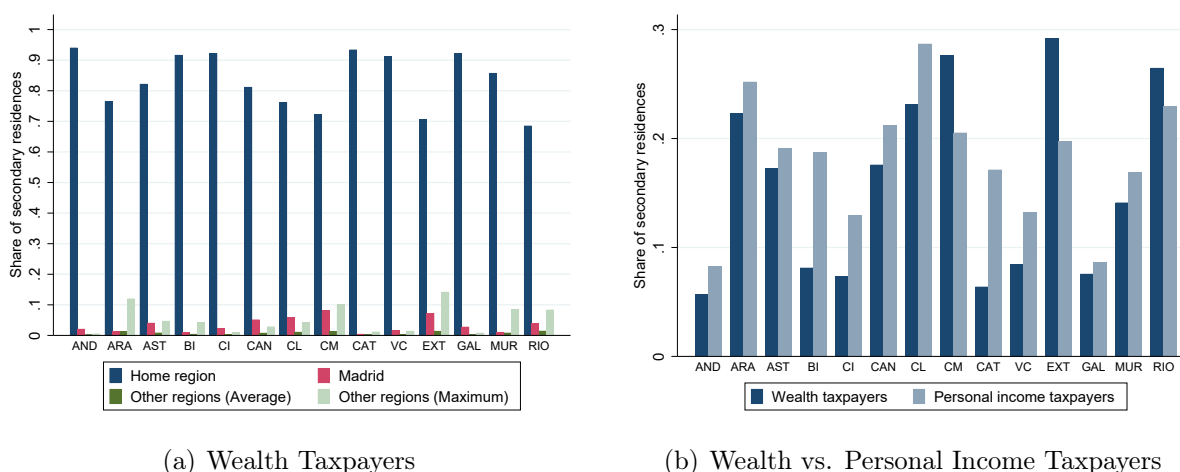 Share of secondary residences
1
.9
.8
.7
.6
.5
.4
.3
.2
.1
0
AND ARA AST BI CI CAN CL CM CAT VC EXT GAL MUR RIO
Home region Madrid
Other regions (Average) Other regions (Maximum)
(a) Wealth Taxpayers
Share of secondary residences
0.3
0.2
0.1
0
AND ARA AST BI CI CAN CL CM CAT VC EXT GAL MUR RIO
Wealth taxpayers Personal income taxpayers
(b) Wealth vs. Personal Income Taxpayers